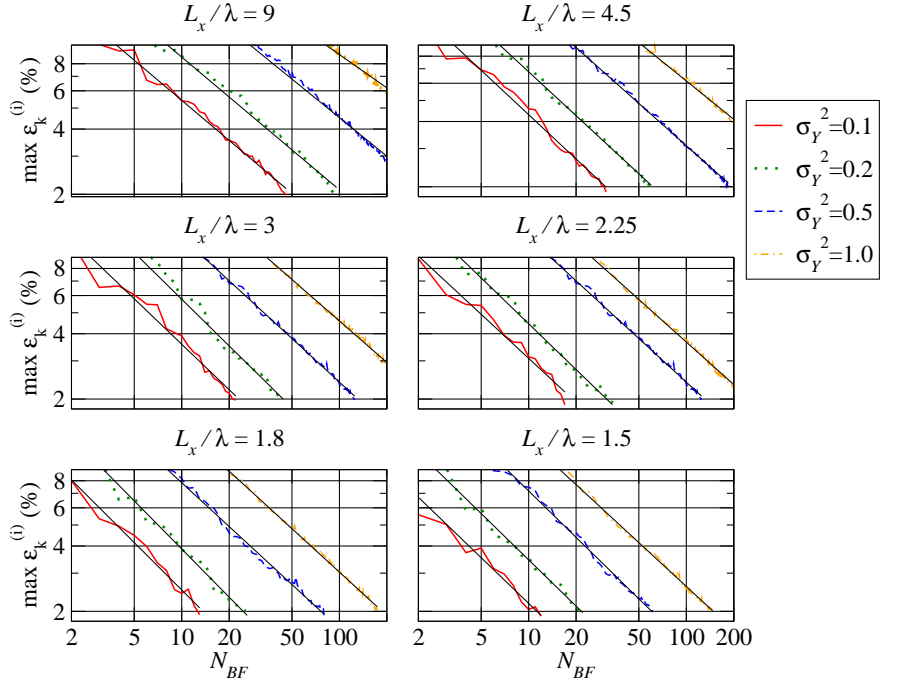 L_x / λ = 9
L_x / λ = 4.5
max ε_k^(i) (%)
8
6
4
2
σ_Y^2=0.1
σ_Y^2=0.2
σ_Y^2=0.5
σ_Y^2=1.0
L_x / λ = 3
L_x / λ = 2.25
max ε_k^(i) (%)
8
6
4
2
L_x / λ = 1.8
L_x / λ = 1.5
max ε_k^(i) (%)
8
6
4
2
2 5 10 20 50 100
2 5 10 20 50 100 200
N_BF
N_BF